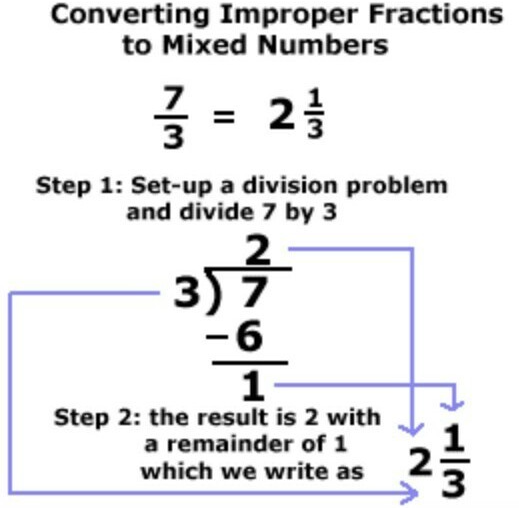 Converting Improper Fractions
to Mixed Numbers
7/3 = 2 1/3
Step 1: Set-up a division problem
and divide 7 by 3
2
3) 7
-6
1
Step 2: the result is 2 with
a remainder of 1
which we write as
2 1/3